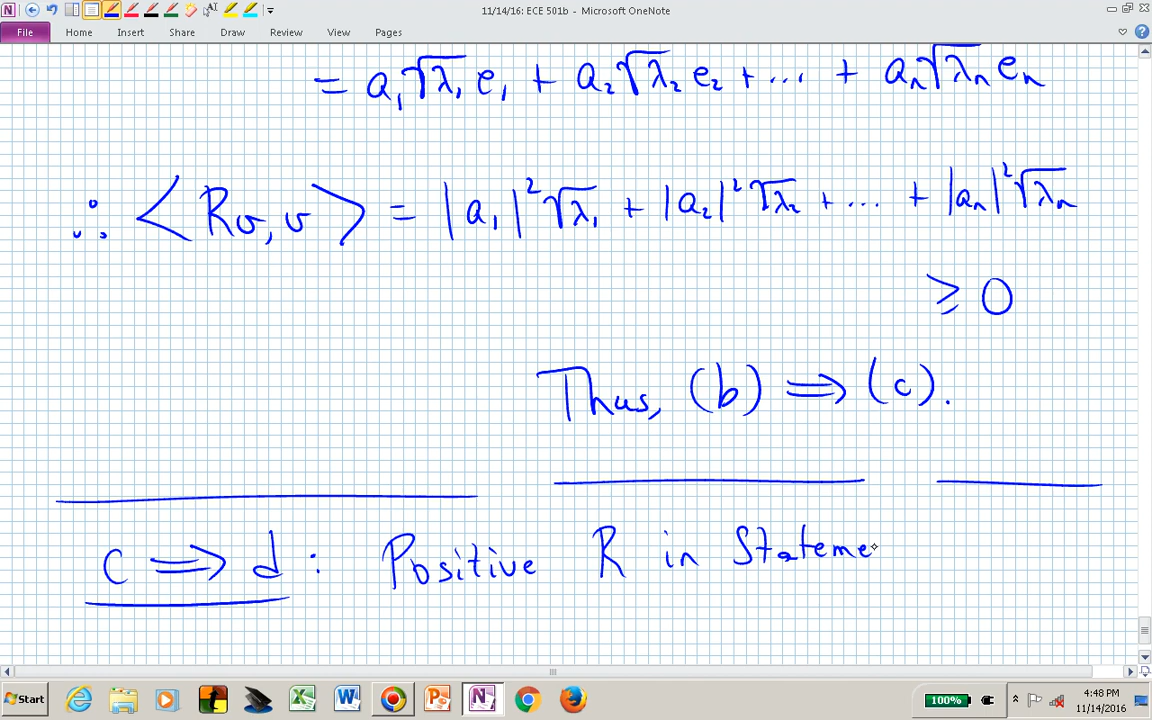 11/14/16: ECE 501b - Microsoft OneNote
File Home Insert Share Draw Review View Pages
= a₁√λ₁ e₁ + a₂√λ₂ e₂ + ... + aₙ√λₙ eₙ
∴ <Rv, v> = |a₁|²√λ₁ + |a₂|²√λ₂ + ... + |aₙ|²√λₙ
≥ 0
Thus, (b) ⟹ (c).
c ⟹ d : Positive R in Stateme
Start 100% 4:48 PM
11/14/2016